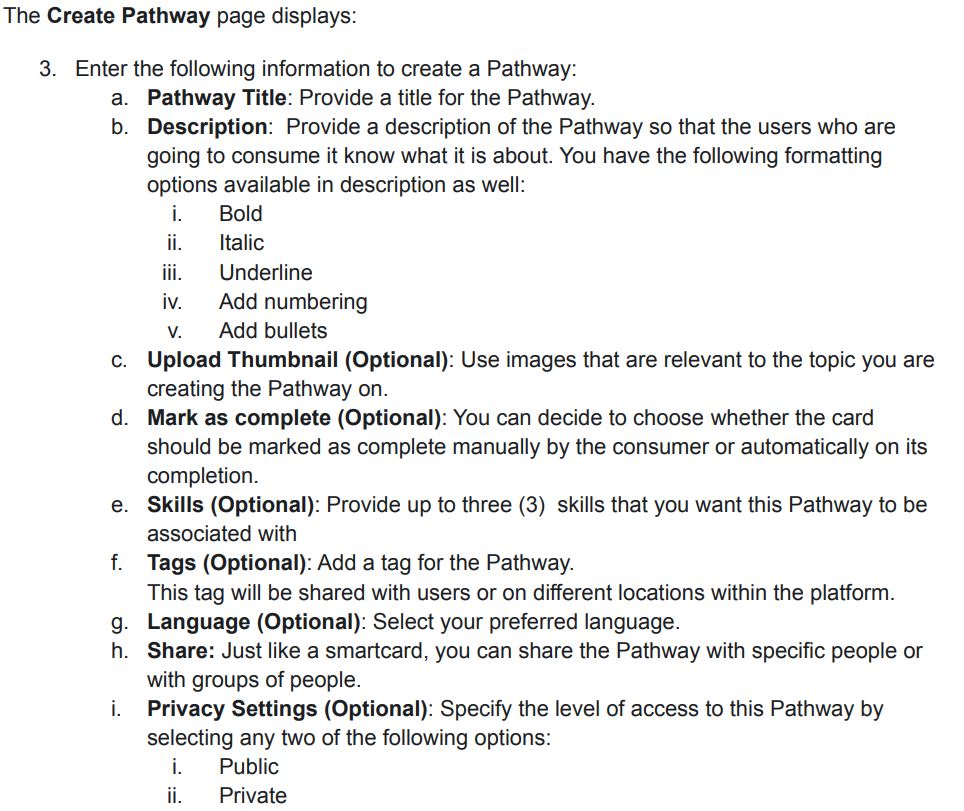 The Create Pathway page displays:
3. Enter the following information to create a Pathway:
a. Pathway Title: Provide a title for the Pathway.
b. Description:  Provide a description of the Pathway so that the users who are
going to consume it know what it is about. You have the following formatting
options available in description as well:
i. Bold
ii. Italic
iii. Underline
iv. Add numbering
v. Add bullets
c. Upload Thumbnail (Optional): Use images that are relevant to the topic you are
creating the Pathway on.
d. Mark as complete (Optional): You can decide to choose whether the card
should be marked as complete manually by the consumer or automatically on its
completion.
e. Skills (Optional): Provide up to three (3)  skills that you want this Pathway to be
associated with
f. Tags (Optional): Add a tag for the Pathway.
This tag will be shared with users or on different locations within the platform.
g. Language (Optional): Select your preferred language.
h. Share: Just like a smartcard, you can share the Pathway with specific people or
with groups of people.
i. Privacy Settings (Optional): Specify the level of access to this Pathway by
selecting any two of the following options:
i. Public
ii. Private